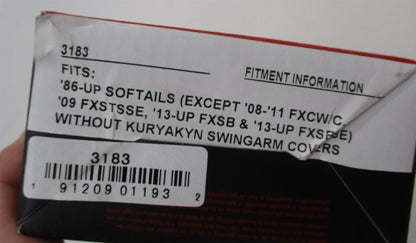 3183
FITMENT INFORMATION
FITS:
'86-UP SOFTAILS (EXCEPT '08-'11 FXCW/C,
'09 FXSTSSE, '13-UP FXSB & '13-UP FXSBSE)
WITHOUT KURYAKYN SWINGARM COVERS
3183
1 91209 01193 2